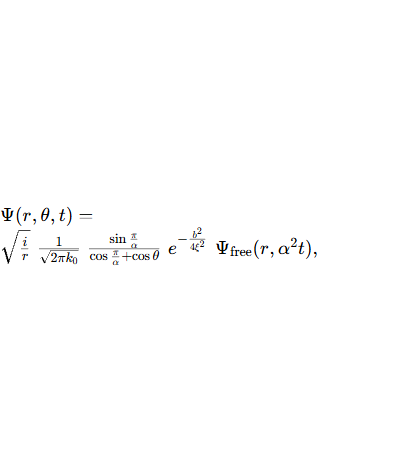 Ψ(r, θ, t) =
√(i/r) 1/√(2πk₀) (sin π/α)/(cos π/α + cos θ) e^(−b²/(4ξ²)) Ψ_free(r, α²t),